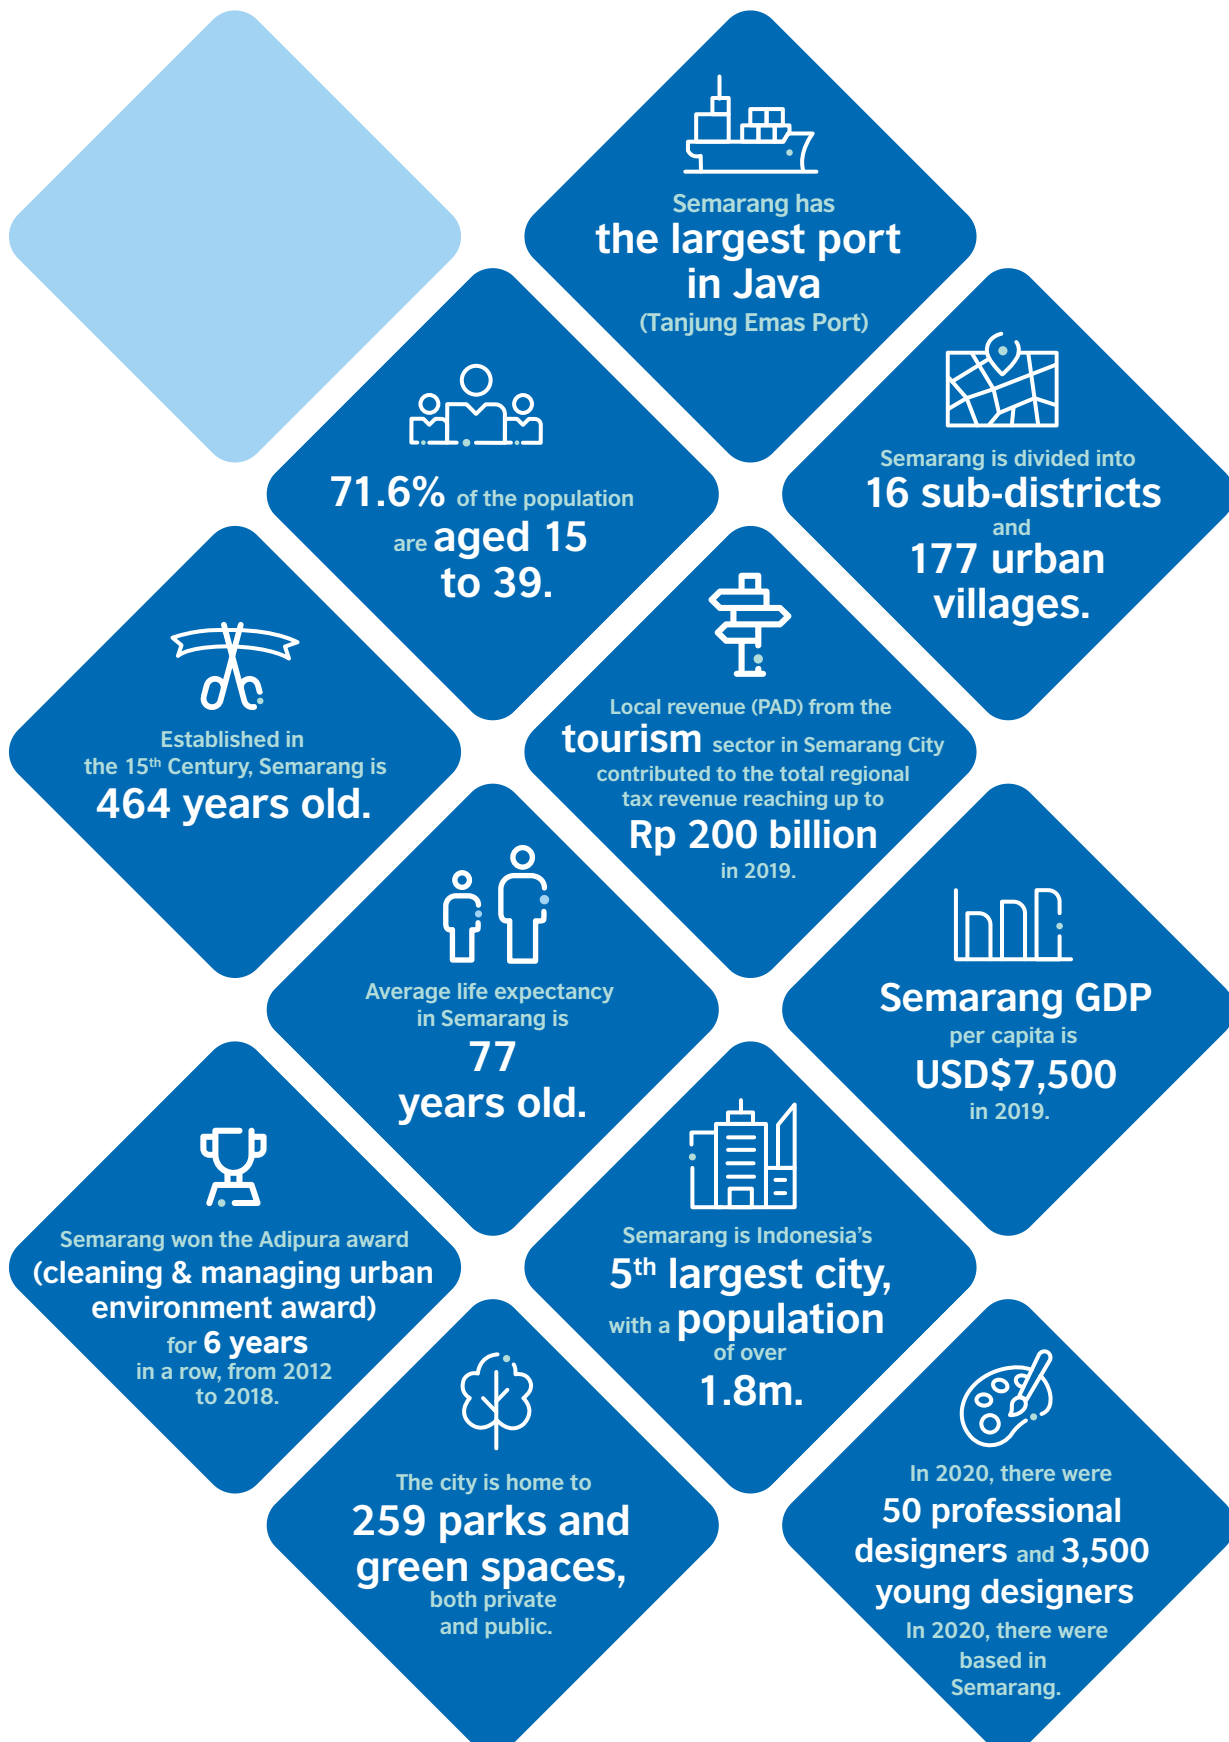 Semarang has
the largest port
in Java
(Tanjung Emas Port)
71.6% of the population
are aged 15
to 39.
Semarang is divided into
16 sub-districts
and
177 urban
villages.
Established in
the 15th Century, Semarang is
464 years old.
Local revenue (PAD) from the
tourism sector in Semarang City
contributed to the total regional
tax revenue reaching up to
Rp 200 billion
in 2019.
Average life expectancy
in Semarang is
77
years old.
Semarang GDP
per capita is
USD$7,500
in 2019.
Semarang won the Adipura award
(cleaning & managing urban
environment award)
for 6 years
in a row, from 2012
to 2018.
Semarang is Indonesia's
5th largest city,
with a population
of over
1.8m.
The city is home to
259 parks and
green spaces,
both private
and public.
In 2020, there were
50 professional
designers and 3,500
young designers
In 2020, there were
based in
Semarang.